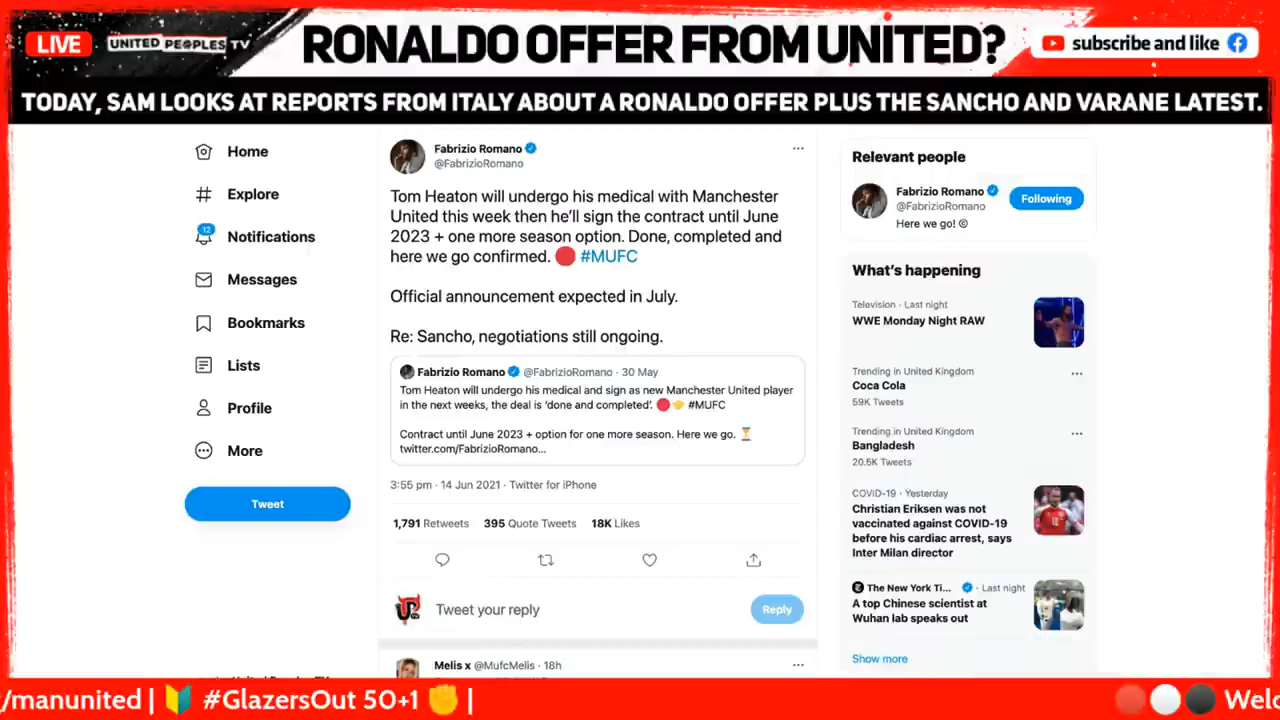 LIVE
UNITED PEOPLES TV
RONALDO OFFER FROM UNITED?
subscribe and like
TODAY, SAM LOOKS AT REPORTS FROM ITALY ABOUT A RONALDO OFFER PLUS THE SANCHO AND VARANE LATEST.
Home
Explore
12
Notifications
Messages
Bookmarks
Lists
Profile
More
Tweet
Fabrizio Romano
@FabrizioRomano
Tom Heaton will undergo his medical with Manchester
United this week then he'll sign the contract until June
2023 + one more season option. Done, completed and
here we go confirmed. 🔴 #MUFC
Official announcement expected in July.
Re: Sancho, negotiations still ongoing.
Fabrizio Romano @FabrizioRomano · 30 May
Tom Heaton will undergo his medical and sign as new Manchester United player
in the next weeks, the deal is 'done and completed'. 🔴🤝 #MUFC
Contract until June 2023 + option for one more season. Here we go. ⏳
twitter.com/FabrizioRomano...
3:55 pm · 14 Jun 2021 · Twitter for iPhone
1,791 Retweets 395 Quote Tweets 18K Likes
Tweet your reply
Reply
Melis x @MufcMelis · 18h
Relevant people
Fabrizio Romano
@FabrizioRomano
Following
Here we go! ©
What's happening
Television · Last night
WWE Monday Night RAW
Trending in United Kingdom
Coca Cola
59K Tweets
Trending in United Kingdom
Bangladesh
20.5K Tweets
COVID-19 · Yesterday
Christian Eriksen was not
vaccinated against COVID-19
before his cardiac arrest, says
Inter Milan director
The New York Ti... · Last night
A top Chinese scientist at
Wuhan lab speaks out
Show more
/manunited | 🔰 #GlazersOut 50+1 ✊ | 🔴⚪⚫ Welc